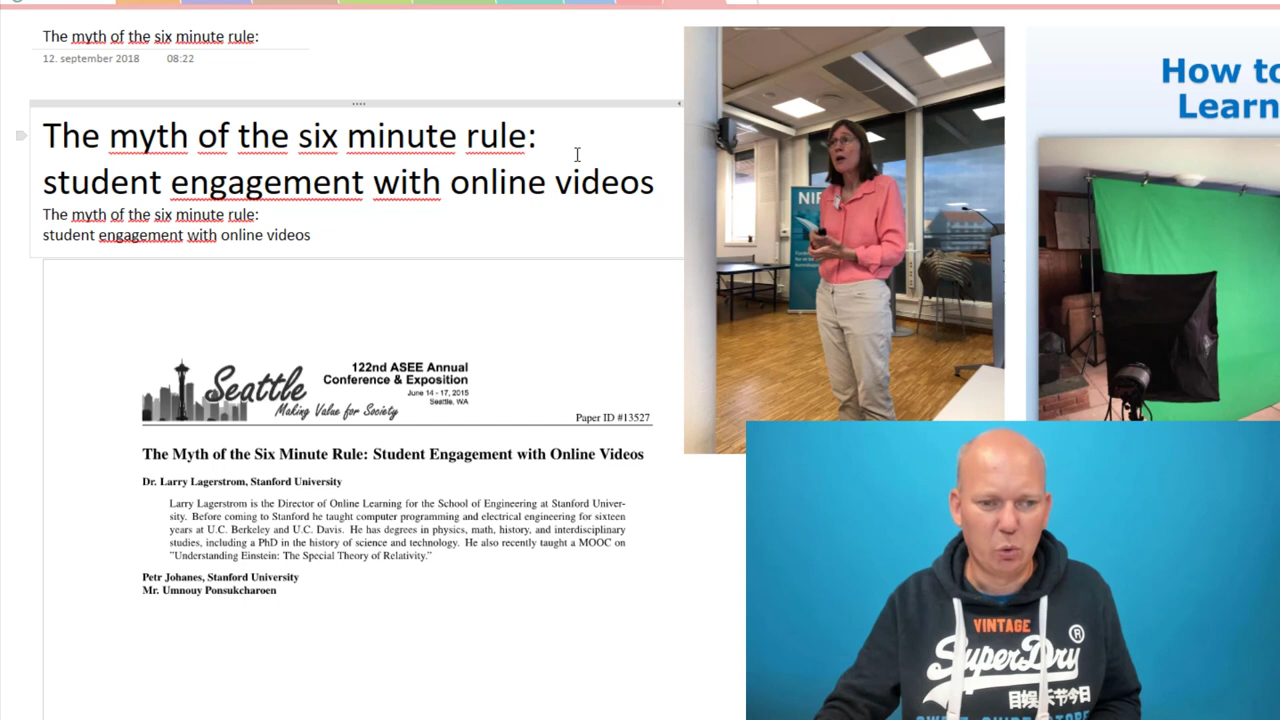 The myth of the six minute rule:
12. september 2018 08:22
The myth of the six minute rule:
student engagement with online videos
The myth of the six minute rule:
student engagement with online videos
Seattle
Making Value for Society
122nd ASEE Annual
Conference & Exposition
June 14 - 17, 2015
Seattle, WA
Paper ID #13527
The Myth of the Six Minute Rule: Student Engagement with Online Videos
Dr. Larry Lagerstrom, Stanford University
Larry Lagerstrom is the Director of Online Learning for the School of Engineering at Stanford Univer-
sity. Before coming to Stanford he taught computer programming and electrical engineering for sixteen
years at U.C. Berkeley and U.C. Davis. He has degrees in physics, math, history, and interdisciplinary
studies, including a PhD in the history of science and technology. He also recently taught a MOOC on
"Understanding Einstein: The Special Theory of Relativity."
Petr Johanes, Stanford University
Mr. Umnouy Ponsukcharoen
NIF
How to
Learn
VINTAGE
SuperDry®